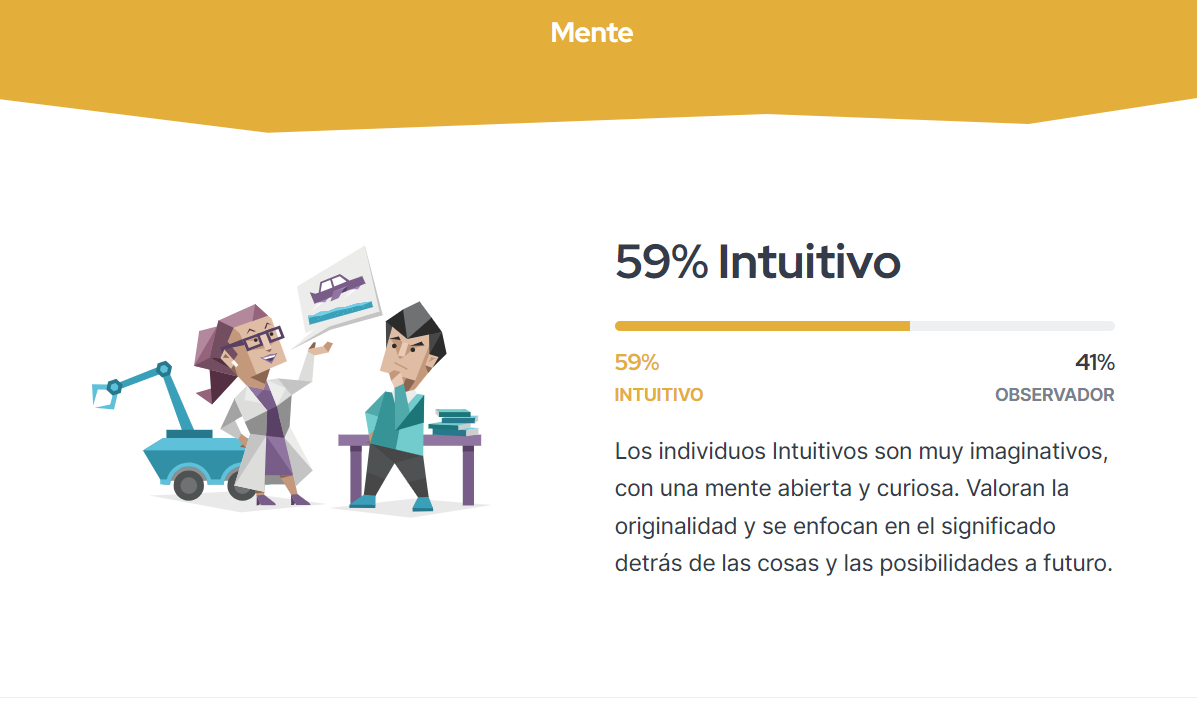 Mente
59% Intuitivo
59%
41%
INTUITIVO
OBSERVADOR
Los individuos Intuitivos son muy imaginativos,
con una mente abierta y curiosa. Valoran la
originalidad y se enfocan en el significado
detrás de las cosas y las posibilidades a futuro.